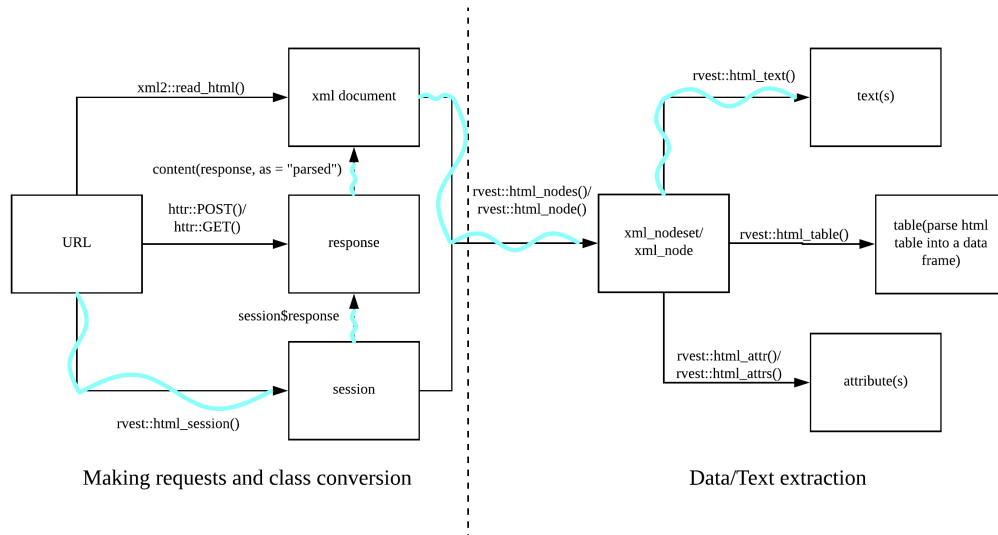 xml2::read_html()
xml document
content(response, as = "parsed")
URL
httr::POST()/
httr::GET()
response
session$response
session
rvest::html_session()
Making requests and class conversion
rvest::html_nodes()/
rvest::html_node()
xml_nodeset/
xml_node
rvest::html_text()
text(s)
rvest::html_table()
table(parse html
table into a data
frame)
rvest::html_attr()/
rvest::html_attrs()
attribute(s)
Data/Text extraction